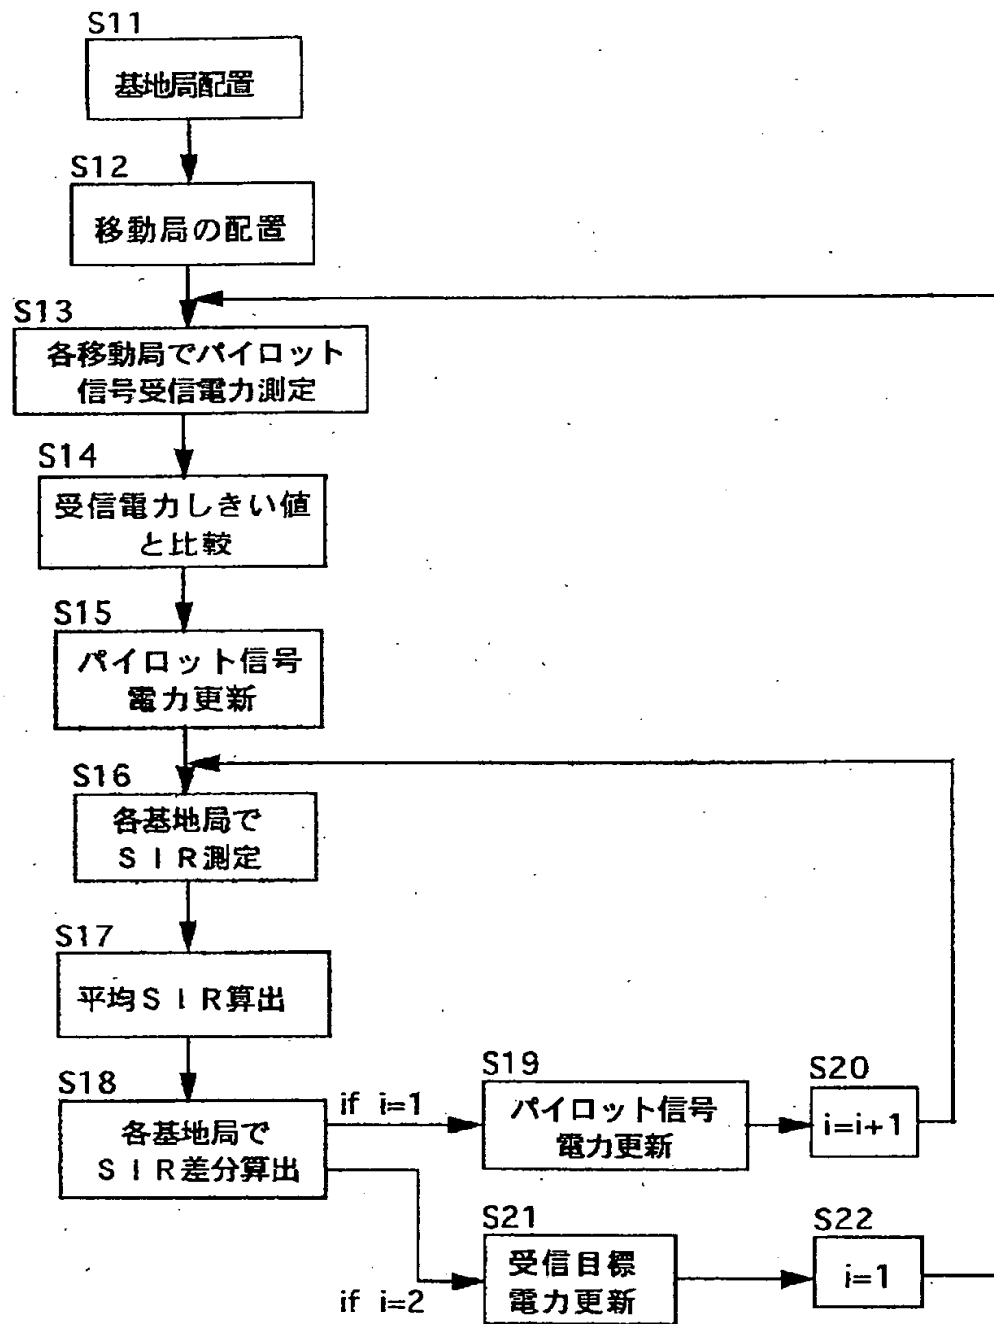 S11
基地局配置
S12
移動局の配置
S13
各移動局でパイロット
信号受信電力測定
S14
受信電力しきい値
と比較
S15
パイロット信号
電力更新
S16
各基地局で
ＳＩＲ測定
S17
平均ＳＩＲ算出
S18
各基地局で
ＳＩＲ差分算出
if i=1
S19
パイロット信号
電力更新
S20
i=i+1
if i=2
S21
受信目標
電力更新
S22
i=1